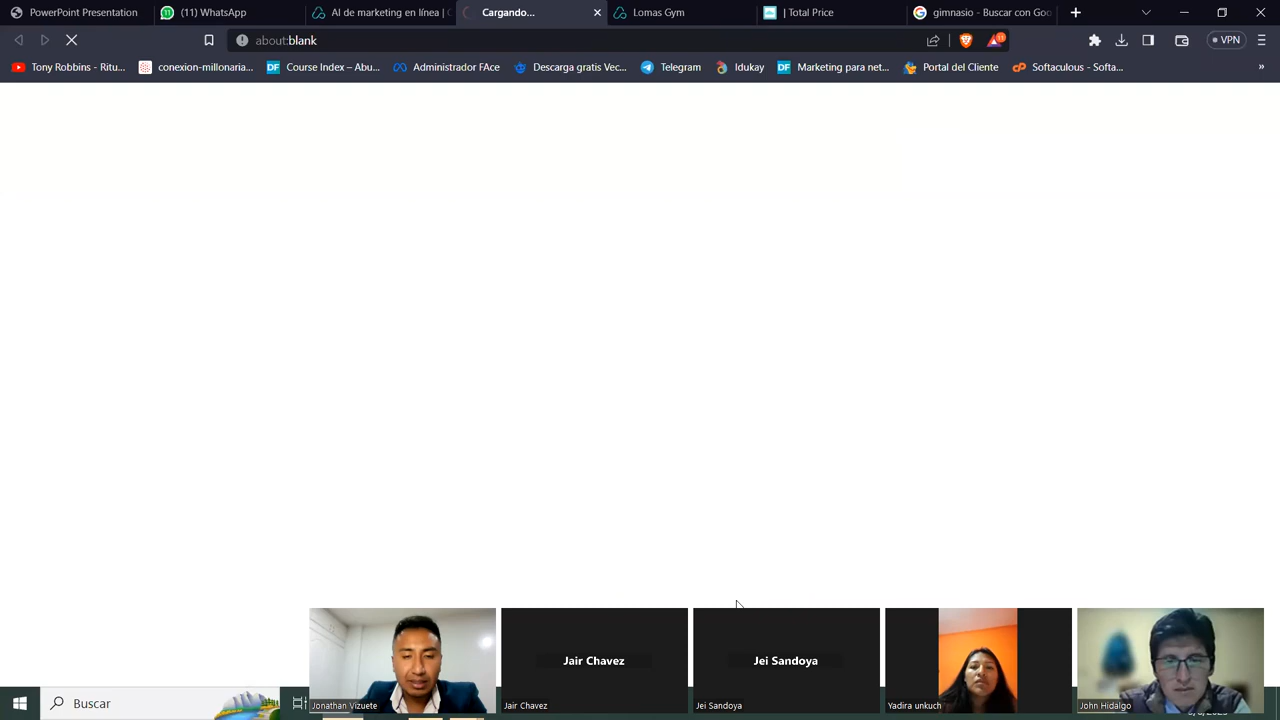 PowerPoint Presentation
(11) WhatsApp
AI de marketing en línea | C
Cargando...
Lomas Gym
| Total Price
gimnasio - Buscar con Goo
about:blank
VPN
Tony Robbins - Ritu...
conexion-millonaria...
DF Course Index – Abu...
Administrador FAce
Descarga gratis Vec...
Telegram
Idukay
DF Marketing para net...
Portal del Cliente
Softaculous - Softa...
»
Jair Chavez
Jei Sandoya
Jonathan Vizuete
Jair Chavez
Jei Sandoya
Yadira unkuch
John Hidalgo
Buscar